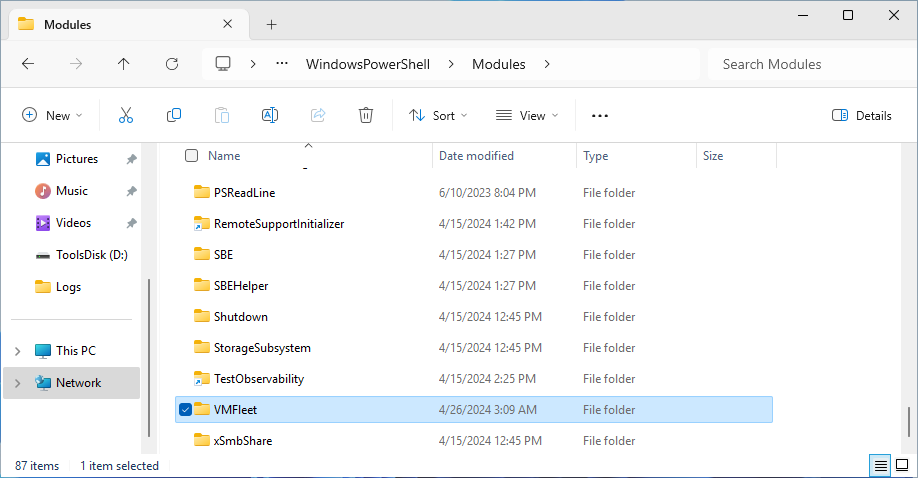 Modules
WindowsPowerShell Modules Search Modules
New Sort View Details
Pictures
Music
Videos
ToolsDisk (D:)
Logs
This PC
Network
Name Date modified Type Size
PSReadLine 6/10/2023 8:04 PM File folder
RemoteSupportInitializer 4/15/2024 1:42 PM File folder
SBE 4/15/2024 1:27 PM File folder
SBEHelper 4/15/2024 1:27 PM File folder
Shutdown 4/15/2024 12:45 PM File folder
StorageSubsystem 4/15/2024 12:45 PM File folder
TestObservability 4/15/2024 2:25 PM File folder
VMFleet 4/26/2024 3:09 AM File folder
xSmbShare 4/15/2024 12:45 PM File folder
87 items 1 item selected